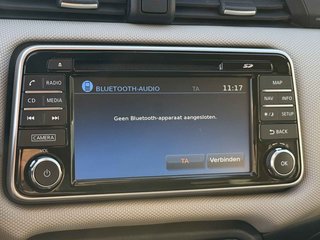 SD
RADIO
CD
MEDIA
CAMERA
VOL
BLUETOOTH-AUDIO TA 11:17
Geen Bluetooth-apparaat aangesloten.
TA Verbinden
MAP
NAV
INFO
SETUP
BACK
OK